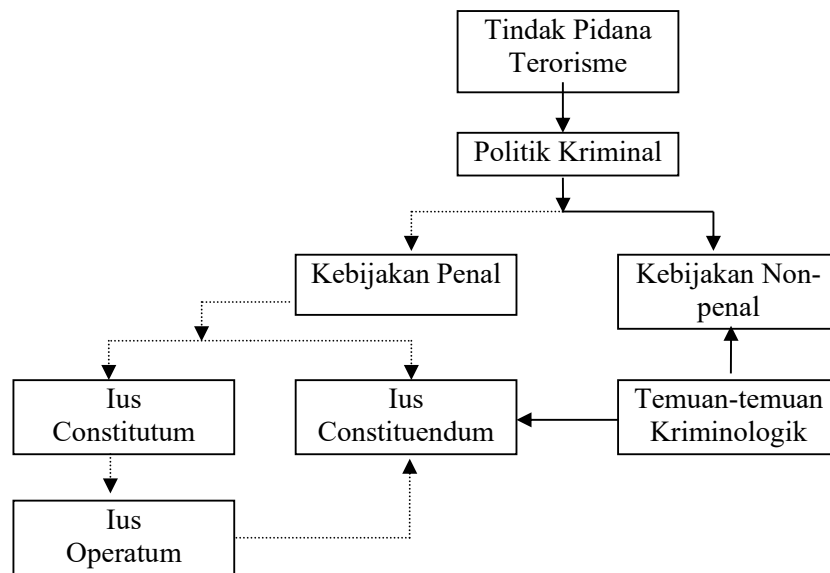 Tindak Pidana
Terorisme
Politik Kriminal
Kebijakan Penal
Kebijakan Non-
penal
Ius
Constitutum
Ius
Constituendum
Temuan-temuan
Kriminologik
Ius
Operatum